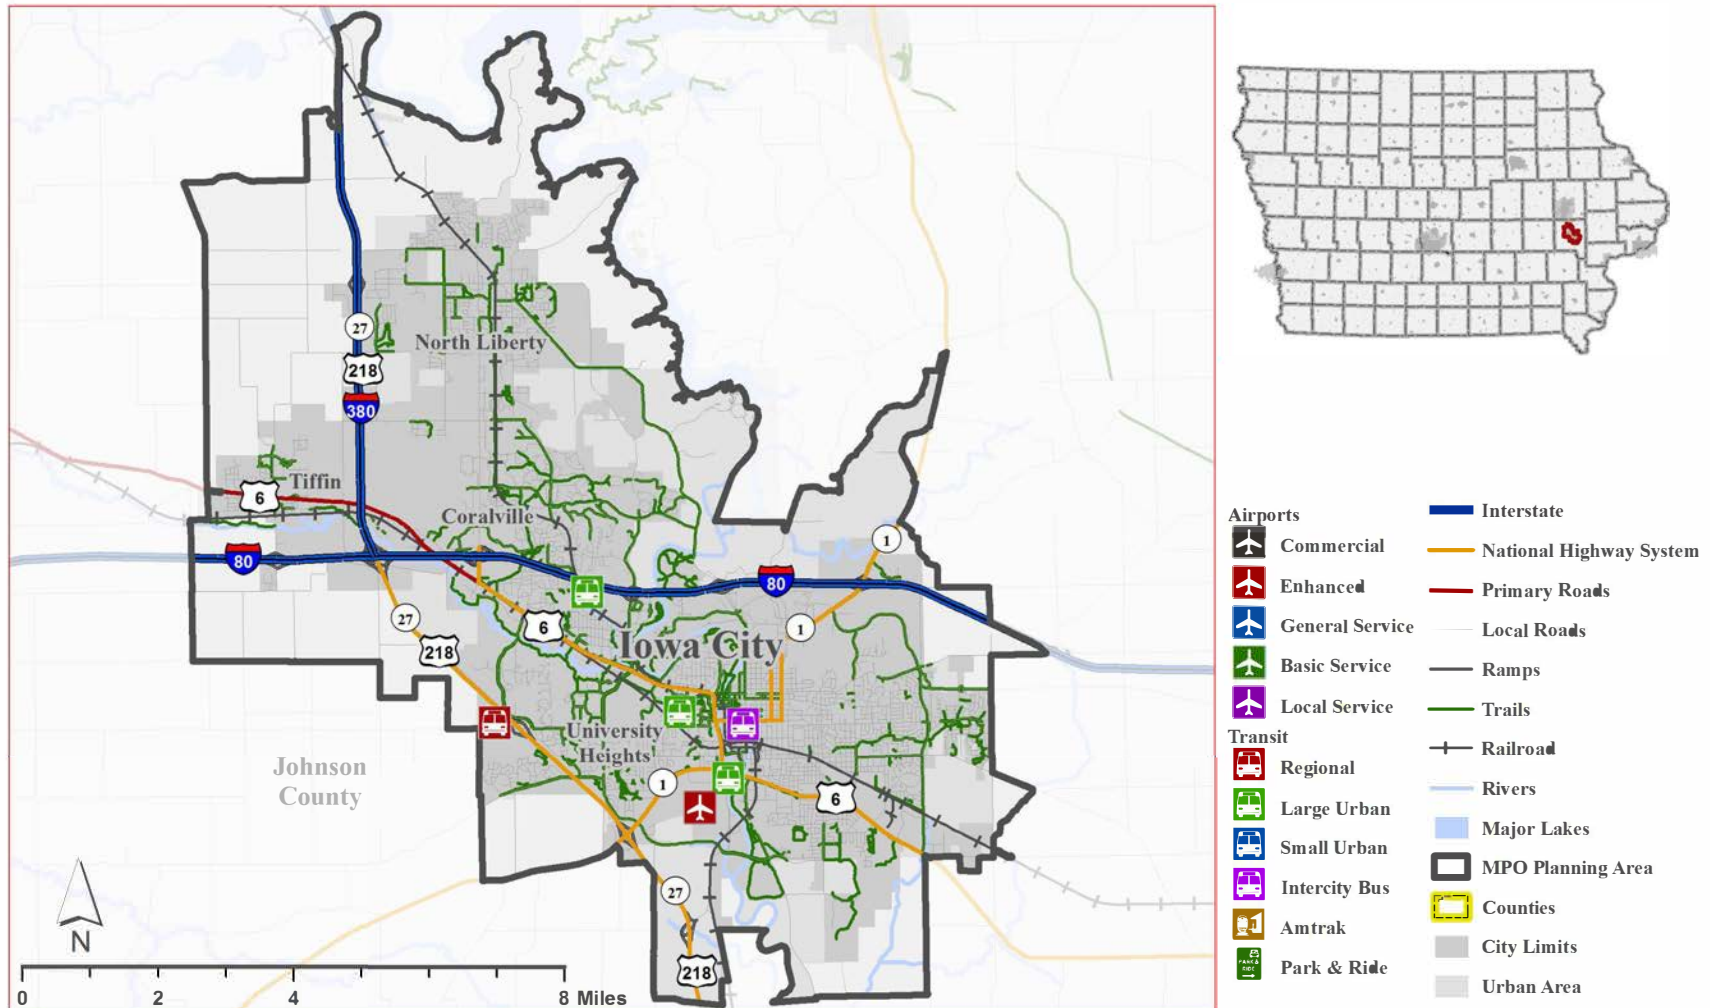 27
218
380
North Liberty
Tiffin
6
Coralville
1
80
80
27
6
1
Iowa City
218
University
Heights
Johnson
County
1
6
27
218
N
0 2 4 8 Miles
Airports
Commercial
Enhanced
General Service
Basic Service
Local Service
Transit
Regional
Large Urban
Small Urban
Intercity Bus
Amtrak
PARK &
RIDE
Park & Ride
Interstate
National Highway System
Primary Roads
Local Roads
Ramps
Trails
Railroad
Rivers
Major Lakes
MPO Planning Area
Counties
City Limits
Urban Area